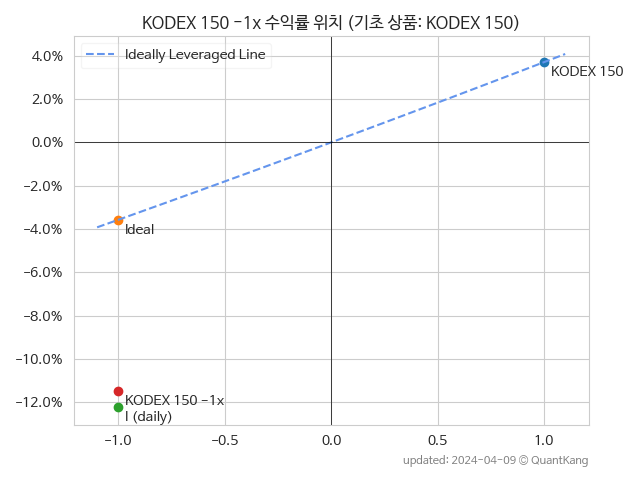 KODEX 150 -1x 수익률 위치 (기초 상품: KODEX 150)
Ideally Leveraged Line
4.0%
2.0%
0.0%
-2.0%
-4.0%
-6.0%
-8.0%
-10.0%
-12.0%
KODEX 150
Ideal
KODEX 150 -1x
I (daily)
-1.0
-0.5
0.0
0.5
1.0
updated: 2024-04-09 © QuantKang